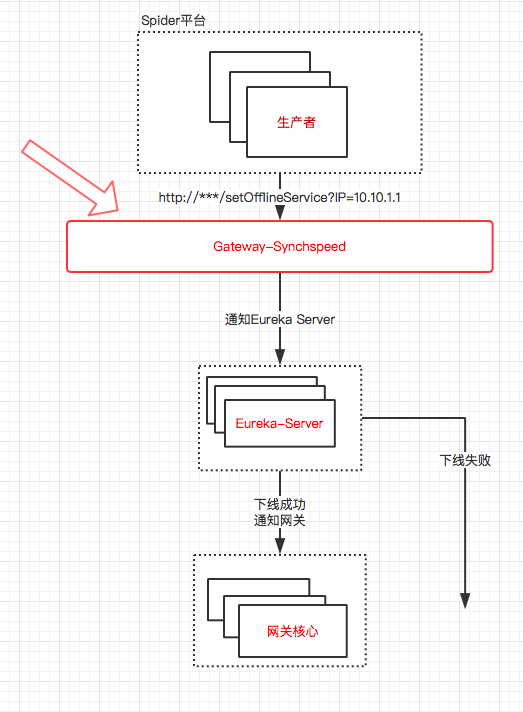 Spider平台
生产者
http://***/setOfflineService?IP=10.10.1.1
Gateway-Synchspeed
通知Eureka Server
Eureka-Server
下线失败
下线成功
通知网关
网关核心